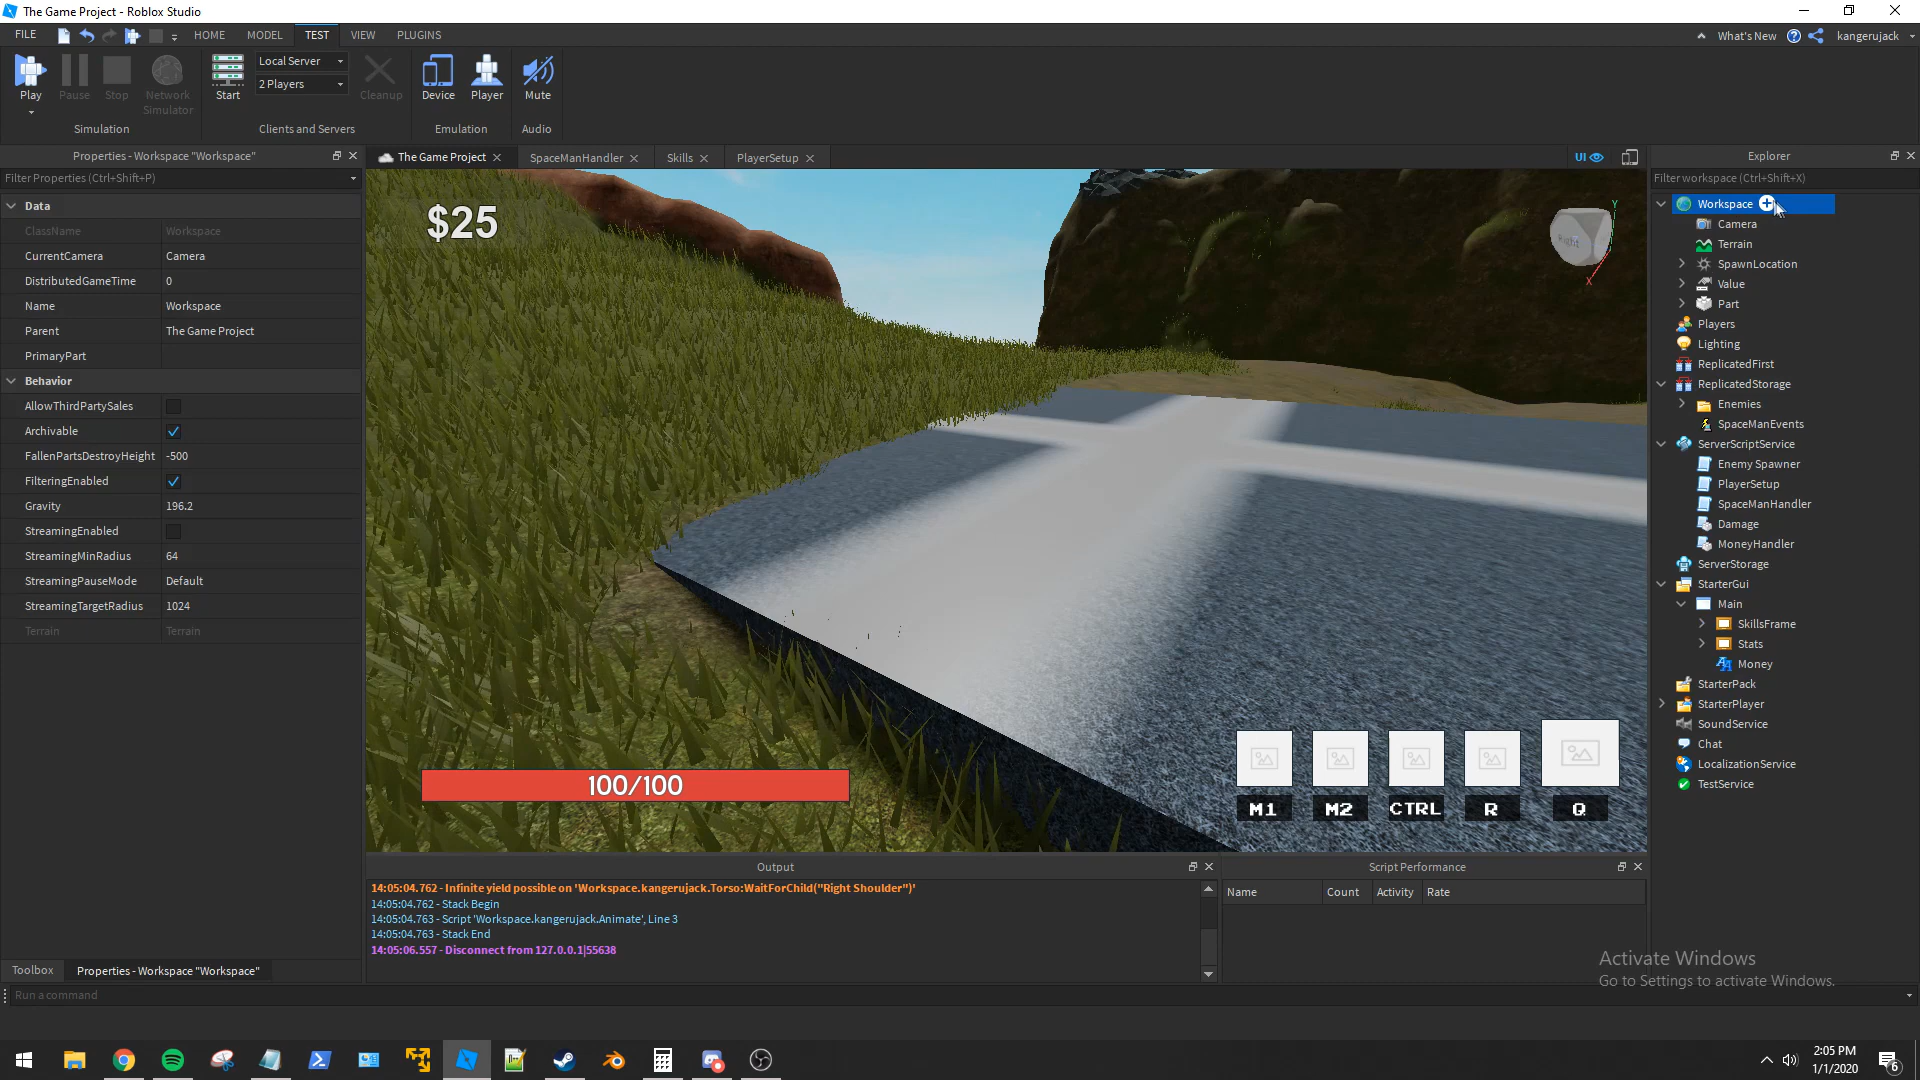 The Game Project - Roblox Studio
FILE HOME MODEL TEST VIEW PLUGINS What's New kangerujack
Play Pause Stop Network Simulator
Simulation
Start Local Server
2 Players
Cleanup
Clients and Servers
Device Player
Emulation
Mute
Audio
Properties - Workspace "Workspace"
Filter Properties (Ctrl+Shift+P)
Data
ClassName Workspace
CurrentCamera Camera
DistributedGameTime 0
Name Workspace
Parent The Game Project
PrimaryPart
Behavior
AllowThirdPartySales
Archivable
FallenPartsDestroyHeight -500
FilteringEnabled
Gravity 196.2
StreamingEnabled
StreamingMinRadius 64
StreamingPauseMode Default
StreamingTargetRadius 1024
Terrain Terrain
Toolbox Properties - Workspace "Workspace"
Run a command
The Game Project SpaceManHandler Skills PlayerSetup UI
$25
Right
Y
X
100/100
M1 M2 CTRL R Q
Output
14:05:04.762 - Infinite yield possible on 'Workspace.kangerujack.Torso:WaitForChild("Right Shoulder")'
14:05:04.762 - Stack Begin
14:05:04.763 - Script 'Workspace.kangerujack.Animate', Line 3
14:05:04.763 - Stack End
14:05:06.557 - Disconnect from 127.0.0.1|55638
Script Performance
Name Count Activity Rate
Explorer
Filter workspace (Ctrl+Shift+X)
Workspace
Camera
Terrain
SpawnLocation
Value
Part
Players
Lighting
ReplicatedFirst
ReplicatedStorage
Enemies
SpaceManEvents
ServerScriptService
Enemy Spawner
PlayerSetup
SpaceManHandler
Damage
MoneyHandler
ServerStorage
StarterGui
Main
SkillsFrame
Stats
Money
StarterPack
StarterPlayer
SoundService
Chat
LocalizationService
TestService
Activate Windows
Go to Settings to activate Windows.
2:05 PM
1/1/2020
6